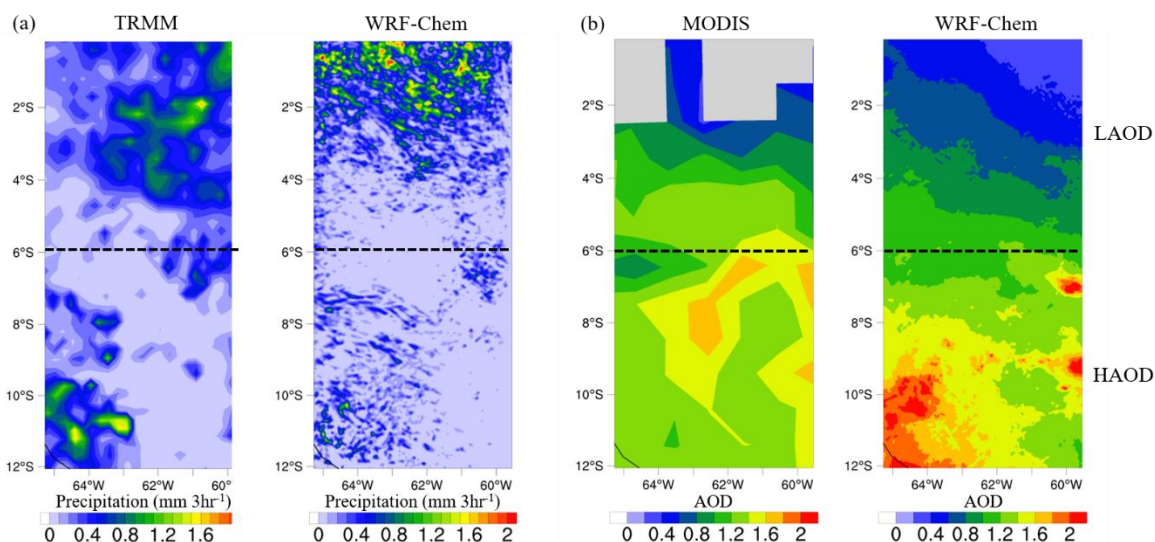 (a) TRMM WRF-Chem (b) MODIS WRF-Chem
2°S 2°S 2°S 2°S LAOD
4°S 4°S 4°S 4°S
6°S 6°S 6°S 6°S
8°S 8°S 8°S 8°S
10°S 10°S 10°S 10°S HAOD
12°S 12°S 12°S 12°S
64°W 62°W 60°W 64°W 62°W 60°W 64°W 62°W 60°W 64°W 62°W 60°W
Precipitation (mm 3hr⁻¹) Precipitation (mm 3hr⁻¹) AOD AOD
0 0.4 0.8 1.2 1.6 0 0.4 0.8 1.2 1.6 2 0 0.4 0.8 1.2 1.6 2 0 0.4 0.8 1.2 1.6 2